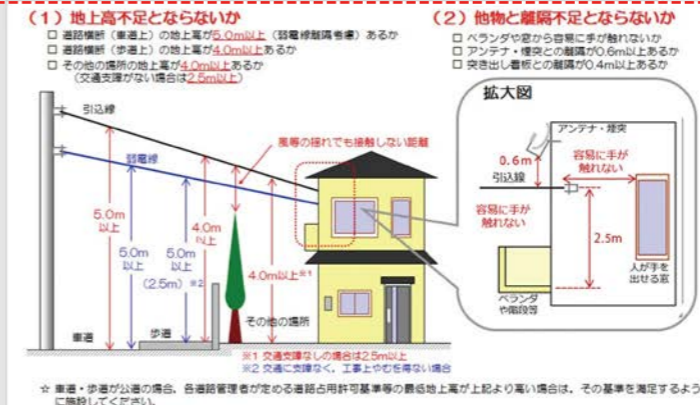 （１）地上高不足とならないか
□ 道路横断（車道上）の地上高が5.0m以上（弱電線離隔考慮）あるか
□ 道路横断（歩道上）の地上高が4.0m以上あるか
□ その他の場所の地上高が4.0m以上あるか
（交通支障がない場合は2.5m以上）
（２）他物と離隔不足とならないか
□ ベランダや窓から容易に手が触れないか
□ アンテナ・煙突との離隔が0.6m以上あるか
□ 突き出し看板との離隔が0.4m以上あるか
引込線
弱電線
風等の揺れでも接触しない距離
5.0m
以上
5.0m
以上
5.0m
以上
（2.5m）※2
4.0m
以上
4.0m以上※1
車道
歩道
その他の場所
※1 交通支障なしの場合は2.5m以上
※2 交通に支障なく、工事上やむを得ない場合
拡大図
アンテナ・煙突
0.6m
容易に手が
触れない
引込線
容易に手が
触れない
2.5m
ベランダ
や階段等
人が手を
出せる窓
☆ 車道・歩道が公道の場合、各道路管理者が定める道路占用許可基準等の最低地上高が上記より高い場合は、その基準を満足するよう
に施設してください。